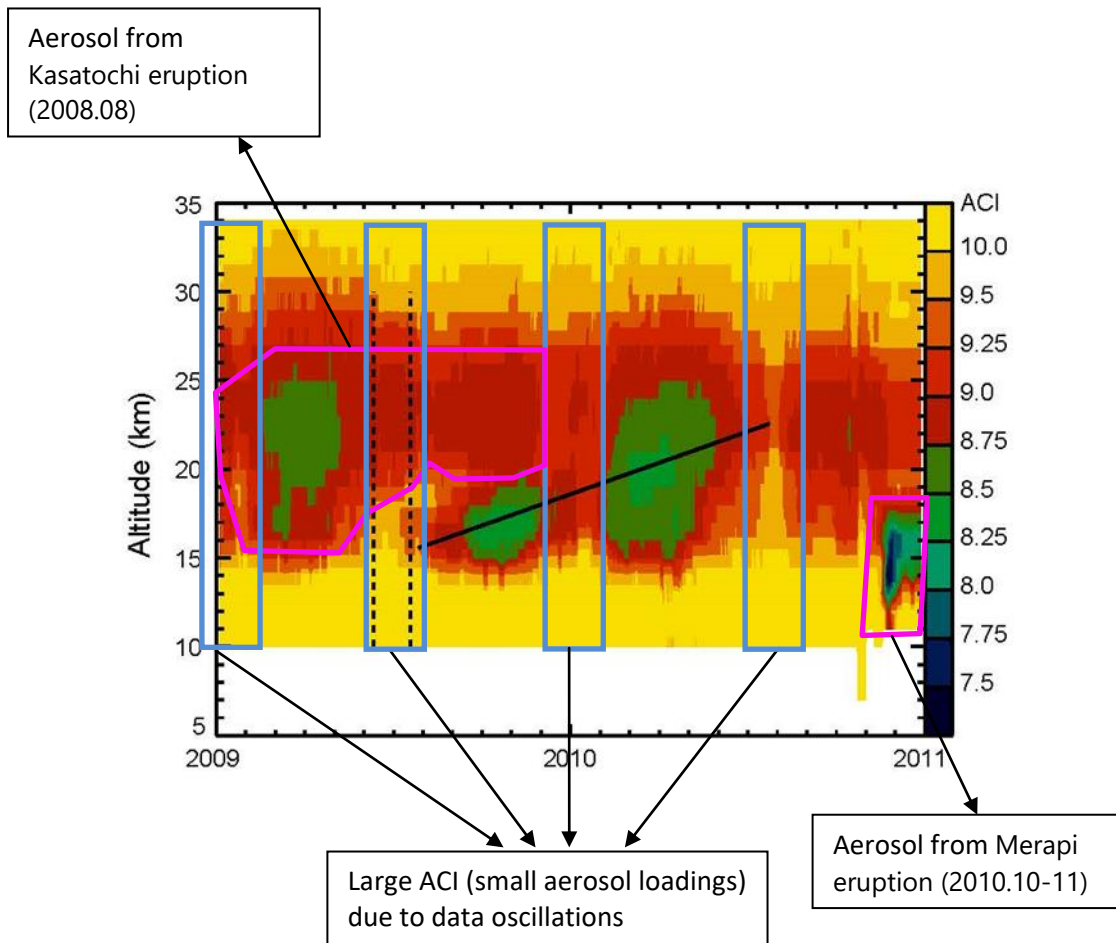 Aerosol from
Kasatochi eruption
(2008.08)
35
30
25
20
15
10
5
Altitude (km)
2009
2010
2011
ACI
10.0
9.5
9.25
9.0
8.75
8.5
8.25
8.0
7.75
7.5
Large ACI (small aerosol loadings)
due to data oscillations
Aerosol from Merapi
eruption (2010.10-11)